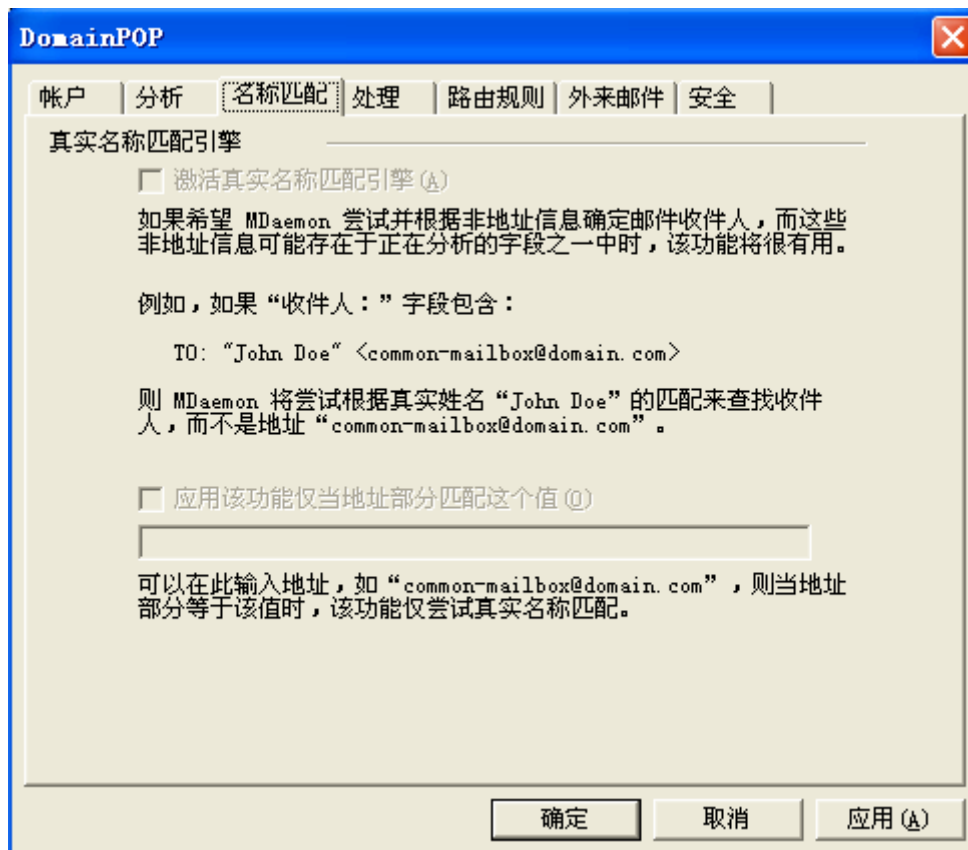 DomainPOP
帐户 分析 名称匹配 处理 路由规则 外来邮件 安全
真实名称匹配引擎
激活真实名称匹配引擎(A)
如果希望 MDaemon 尝试并根据非地址信息确定邮件收件人，而这些
非地址信息可能存在于正在分析的字段之一中时，该功能将很有用。
例如，如果“收件人：”字段包含：
TO: "John Doe" <common-mailbox@domain.com>
则 MDaemon 将尝试根据真实姓名“John Doe”的匹配来查找收件
人，而不是地址“common-mailbox@domain.com”。
应用该功能仅当地址部分匹配这个值(O)
可以在此输入地址，如“common-mailbox@domain.com”，则当地址
部分等于该值时，该功能仅尝试真实名称匹配。
确定 取消 应用(A)